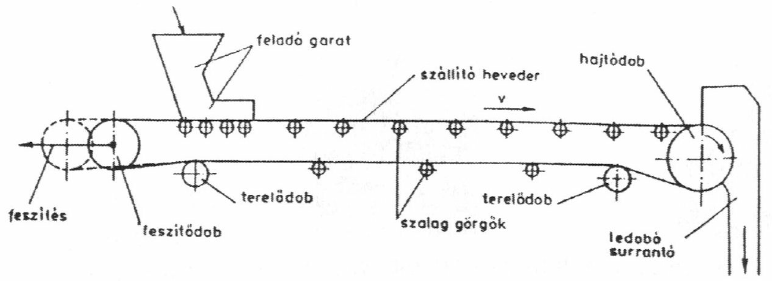 feladó garat
szállító heveder
hajtódob
v
feszítés
terelődob
feszítődob
szalag görgők
terelődob
ledobó
surrantó